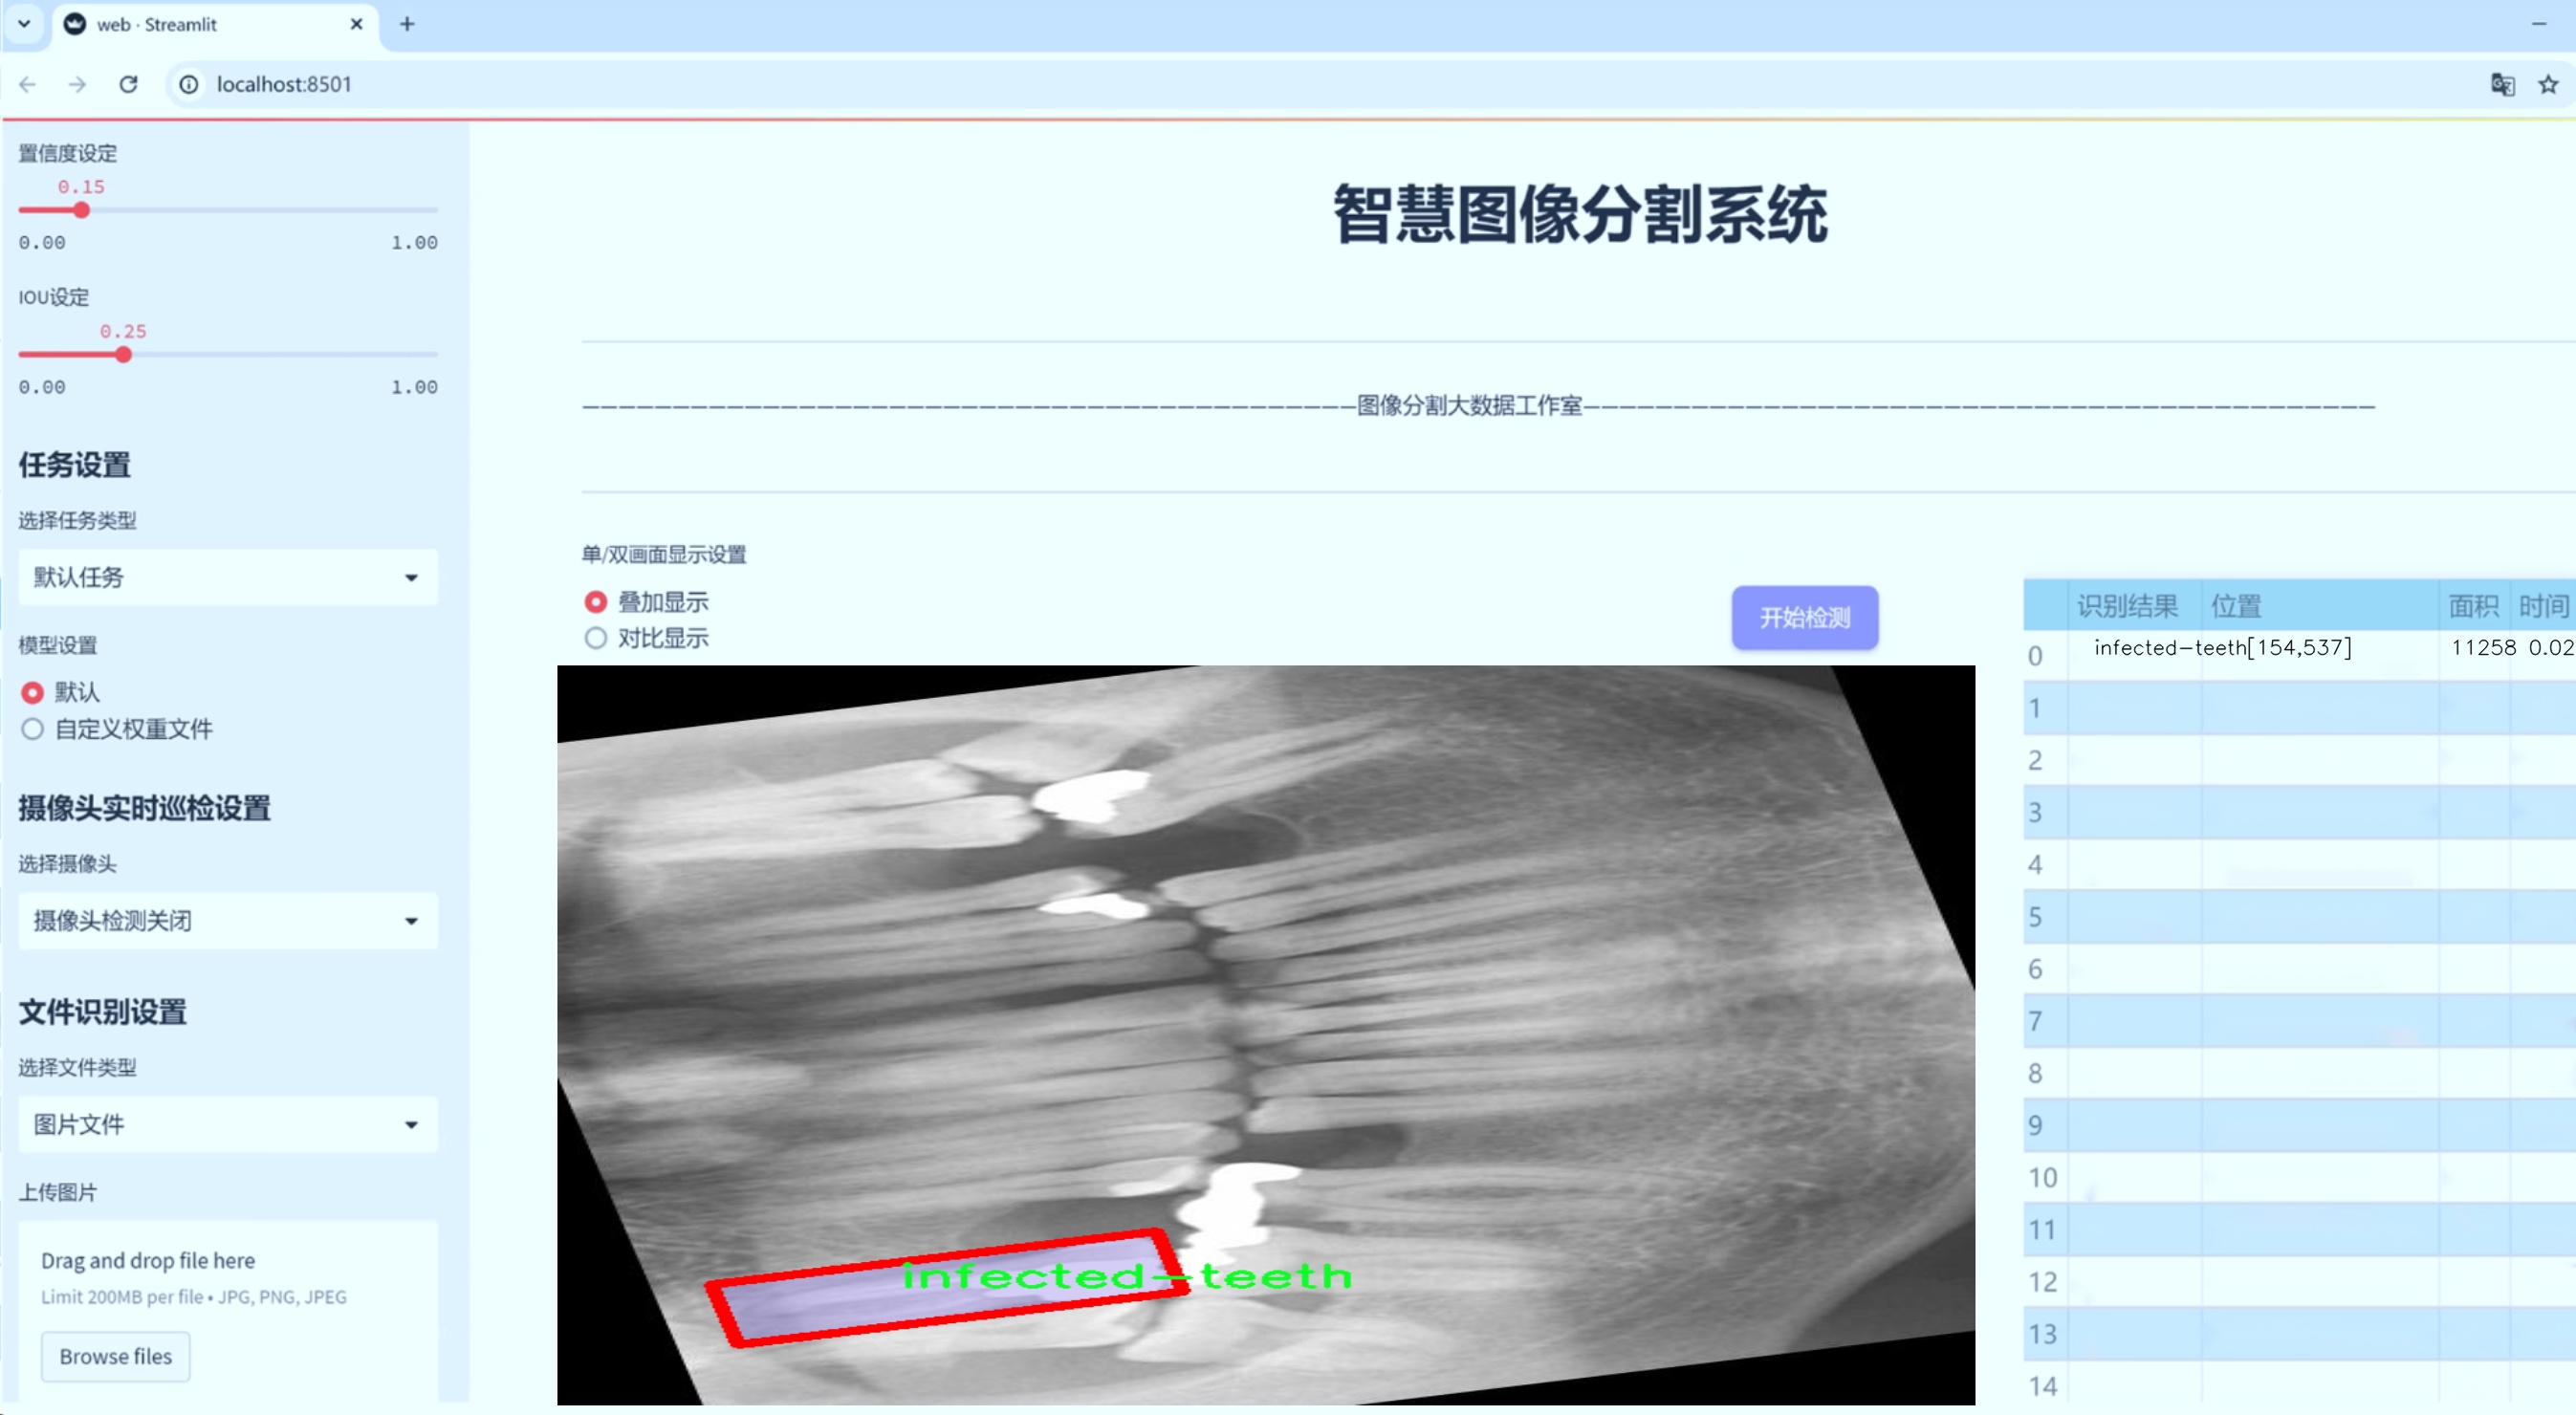 web · Streamlit
localhost:8501
置信度设定
0.15
0.00 1.00
IOU设定
0.25
0.00 1.00
任务设置
选择任务类型
默认任务
模型设置
默认
自定义权重文件
摄像头实时巡检设置
选择摄像头
摄像头检测关闭
文件识别设置
选择文件类型
图片文件
上传图片
Drag and drop file here
Limit 200MB per file • JPG, PNG, JPEG
Browse files
智慧图像分割系统
———————————————————————————————————————————图像分割大数据工作室————————————————————————————————————————————
单/双画面显示设置
叠加显示
对比显示
开始检测
infected-teeth
识别结果 位置 面积 时间
0 infected-teeth[154,537] 11258 0.02
1
2
3
4
5
6
7
8
9
10
11
12
13
14